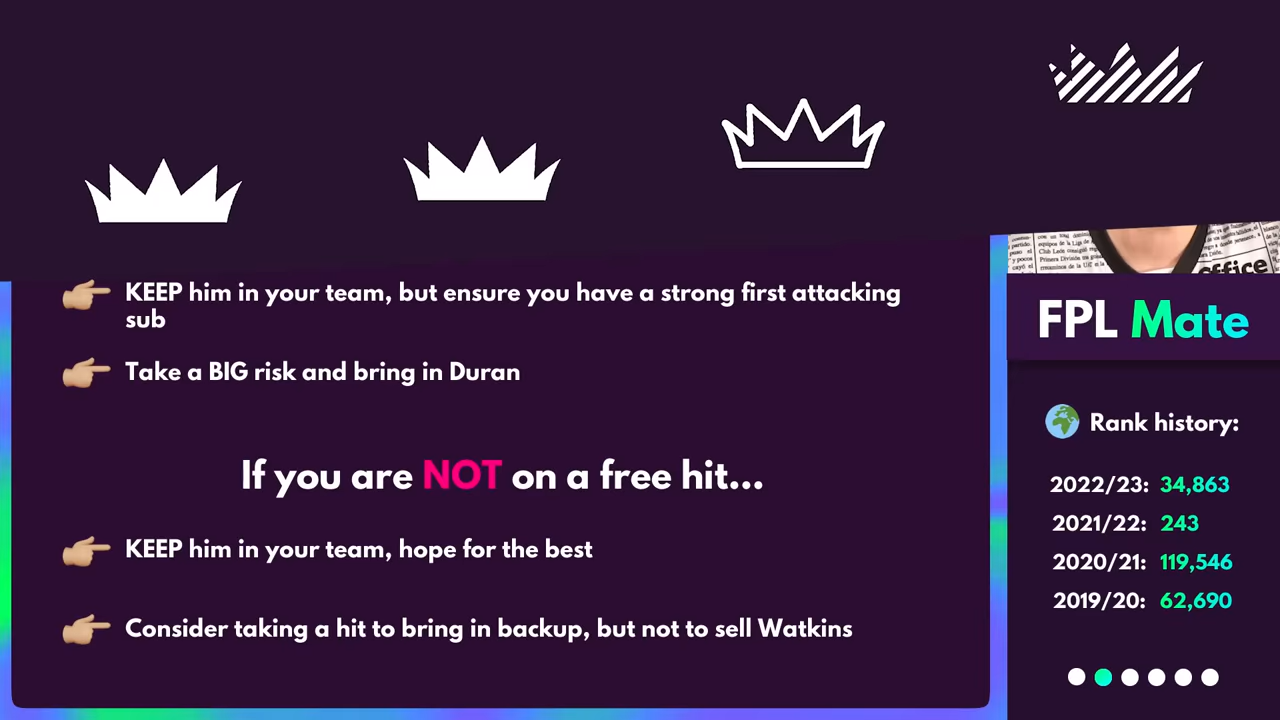 KEEP him in your team, but ensure you have a strong first attacking
sub
Take a BIG risk and bring in Duran
If you are NOT on a free hit...
KEEP him in your team, hope for the best
Consider taking a hit to bring in backup, but not to sell Watkins
office
FPL Mate
Rank history:
2022/23: 34,863
2021/22: 243
2020/21: 119,546
2019/20: 62,690